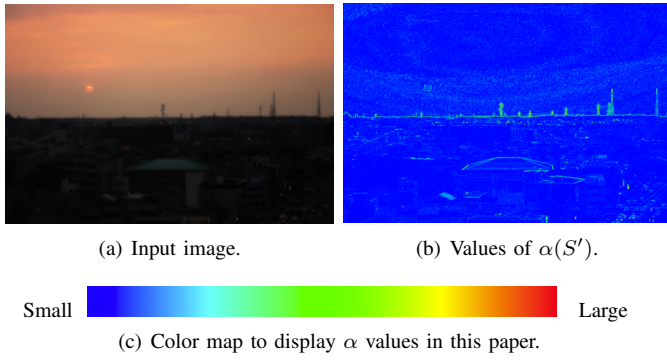 (a) Input image.
(b) Values of α(S′).
Small
Large
(c) Color map to display α values in this paper.